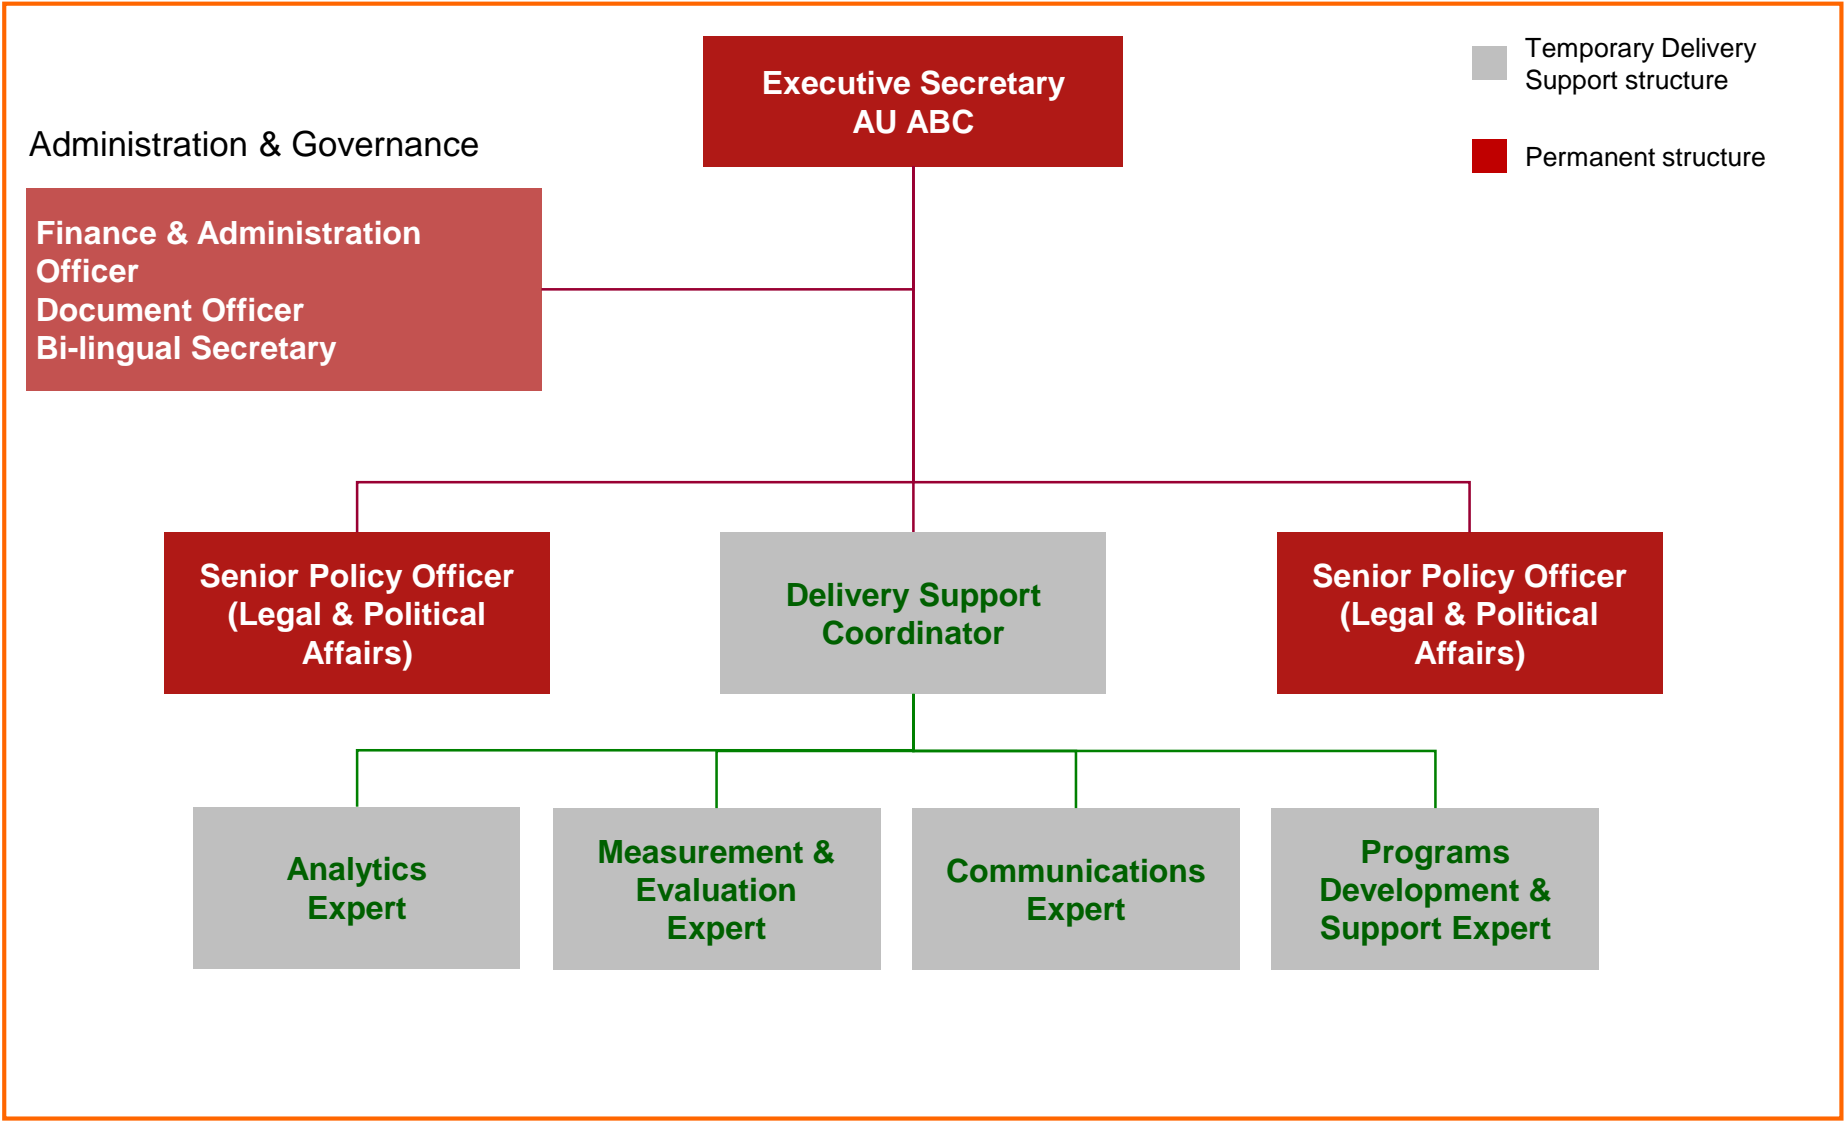 Executive Secretary
AU ABC
Temporary Delivery
Support structure
Permanent structure
Administration & Governance
Finance & Administration
Officer
Document Officer
Bi-lingual Secretary
Senior Policy Officer
(Legal & Political
Affairs)
Delivery Support
Coordinator
Senior Policy Officer
(Legal & Political
Affairs)
Analytics
Expert
Measurement &
Evaluation
Expert
Communications
Expert
Programs
Development &
Support Expert